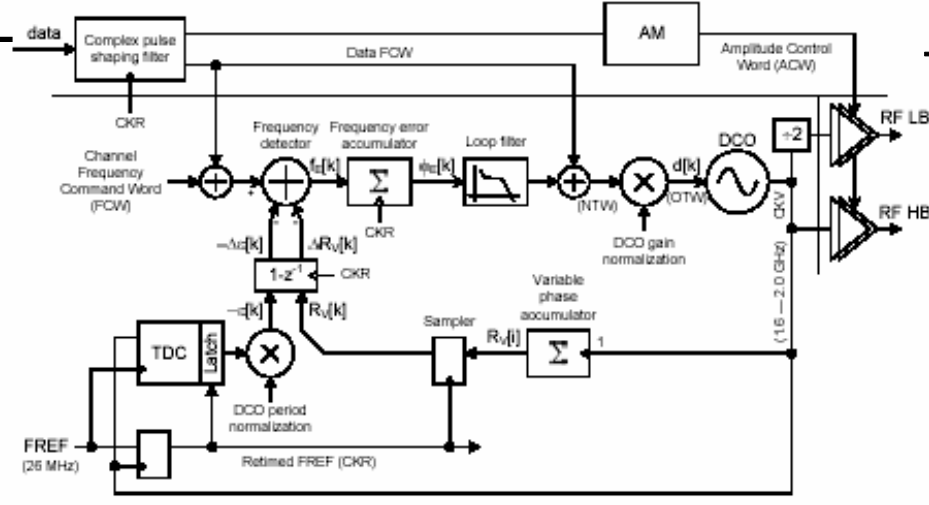 data
Complex pulse
shaping filter
AM
Data FCW
Amplitude Control
Word (ACW)
CKR
RF LB
÷2
Frequency
detector
Frequency error
accumulator
Loop filter
DCO
Channel
Frequency
Command Word
(FCW)
+
fE[k]
Σ
ϕE[k]
(NTW)
d[k]
(OTW)
CKV
RF HB
CKR
DCO gain
normalization
–Δε[k]
ΔRV[k]
1-z-1
CKR
(1.6 — 2.0 GHz)
Variable
phase
accumulator
–ε[k]
RV[k]
Sampler
RV[i]
Σ
1
TDC
Latch
DCO period
normalization
FREF
(26 MHz)
Retimed FREF (CKR)